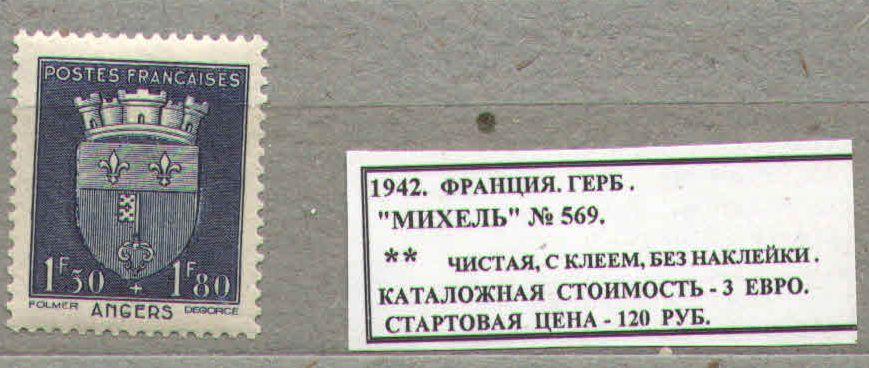 POSTES FRANÇAISES
1F50 + 1F80
FOLMER ANGERS DEGORCE
1942. ФРАНЦИЯ. ГЕРБ.
"МИХЕЛЬ" № 569.
** ЧИСТАЯ, С КЛЕЕМ, БЕЗ НАКЛЕЙКИ.
КАТАЛОЖНАЯ СТОИМОСТЬ - 3 ЕВРО.
СТАРТОВАЯ ЦЕНА - 120 РУБ.